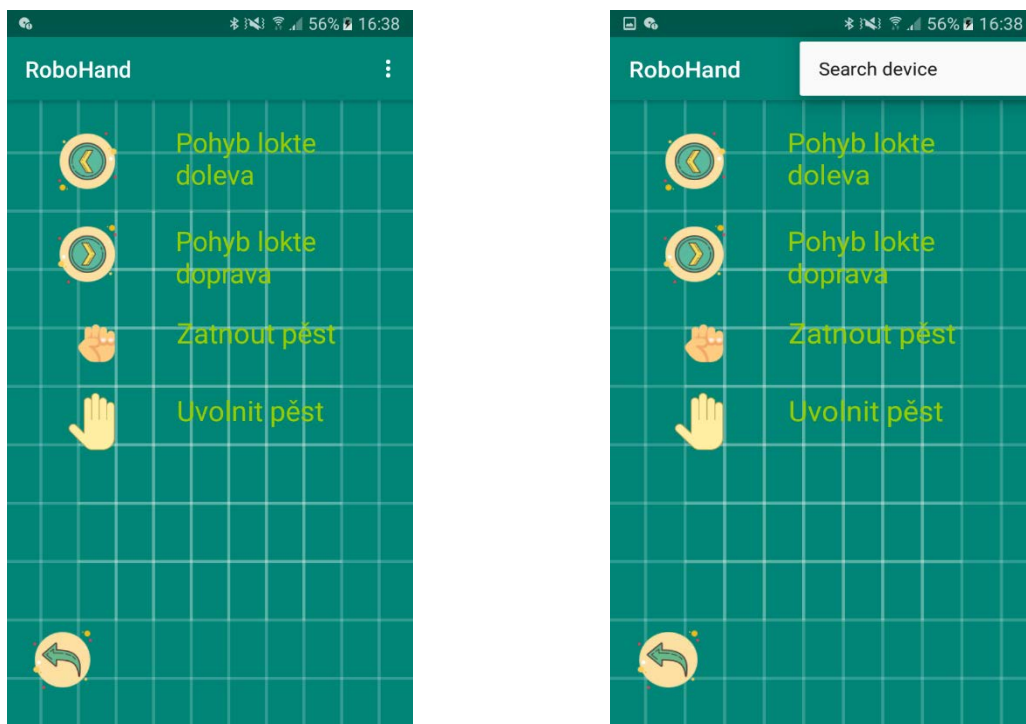 56% 16:38
RoboHand
Pohyb lokte
doleva
Pohyb lokte
doprava
Zatnout pěst
Uvolnit pěst
56% 16:38
RoboHand
Search device
Pohyb lokte
doleva
Pohyb lokte
doprava
Zatnout pěst
Uvolnit pěst